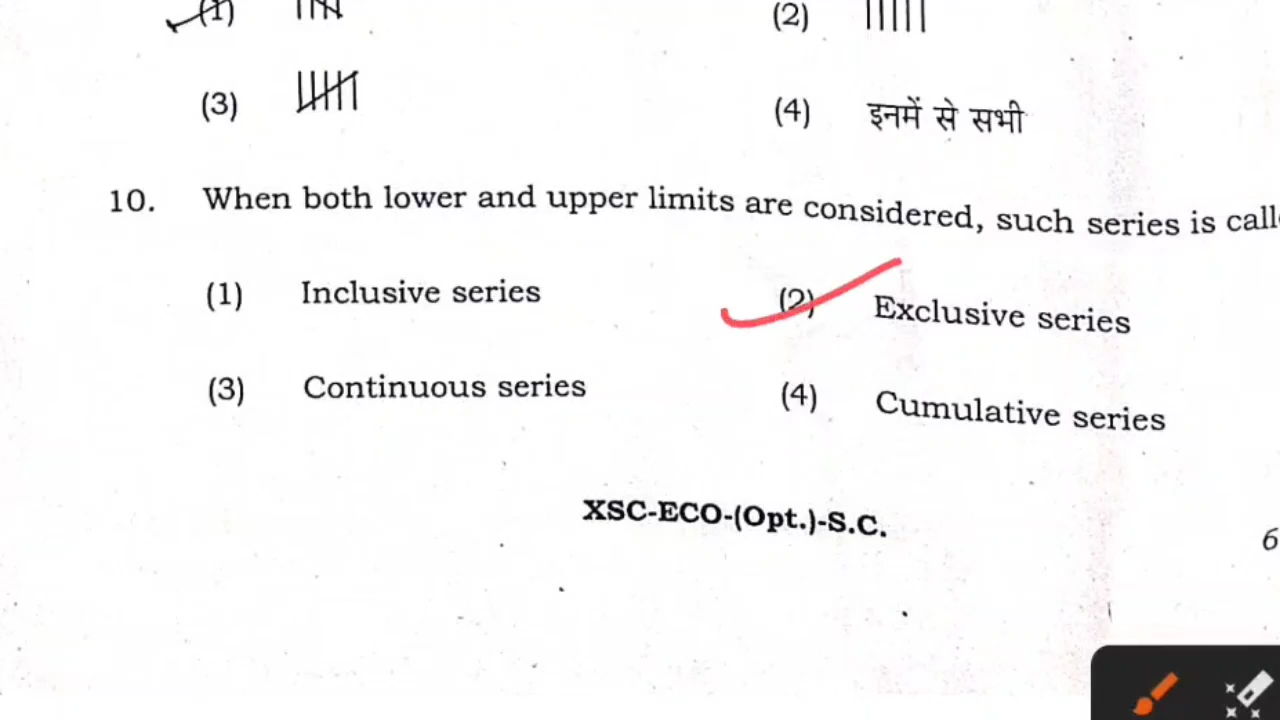 (1)
(2)
(3)
(4) इनमें से सभी
10. When both lower and upper limits are considered, such series is
(1) Inclusive series
(2) Exclusive series
(3) Continuous series
(4) Cumulative series
XSC-ECO-(Opt.)-S.C.
6